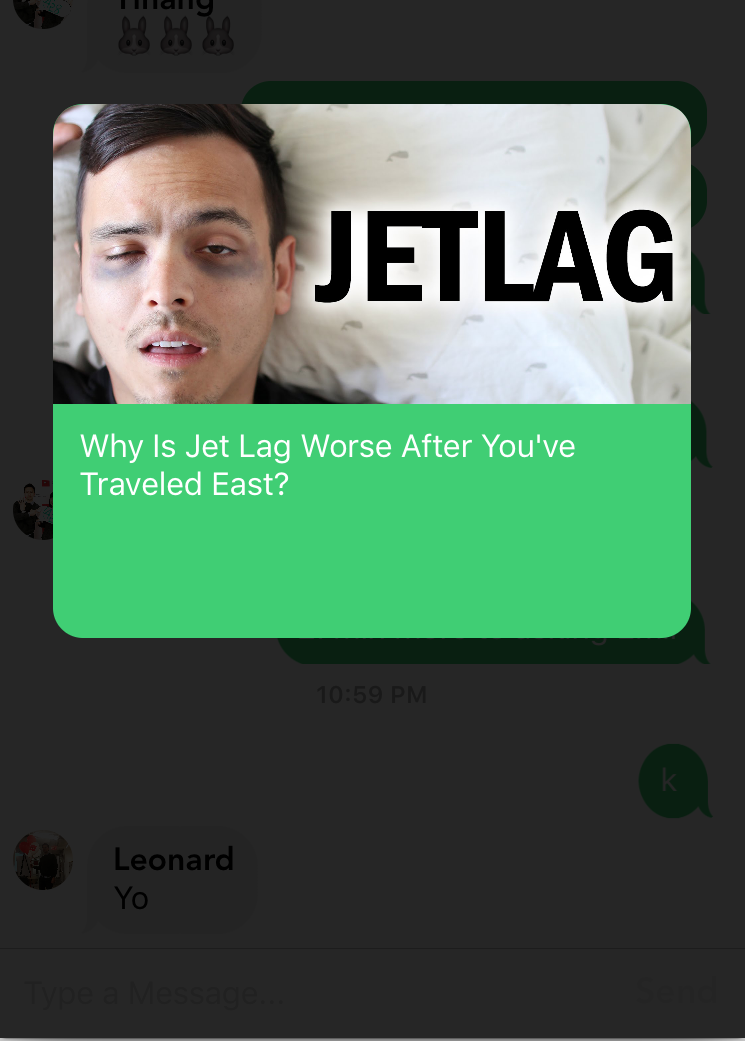 🐰🐰🐰
JETLAG
Why Is Jet Lag Worse After You've
Traveled East?
10:59 PM
k
Leonard
Yo
Type a Message...
Send